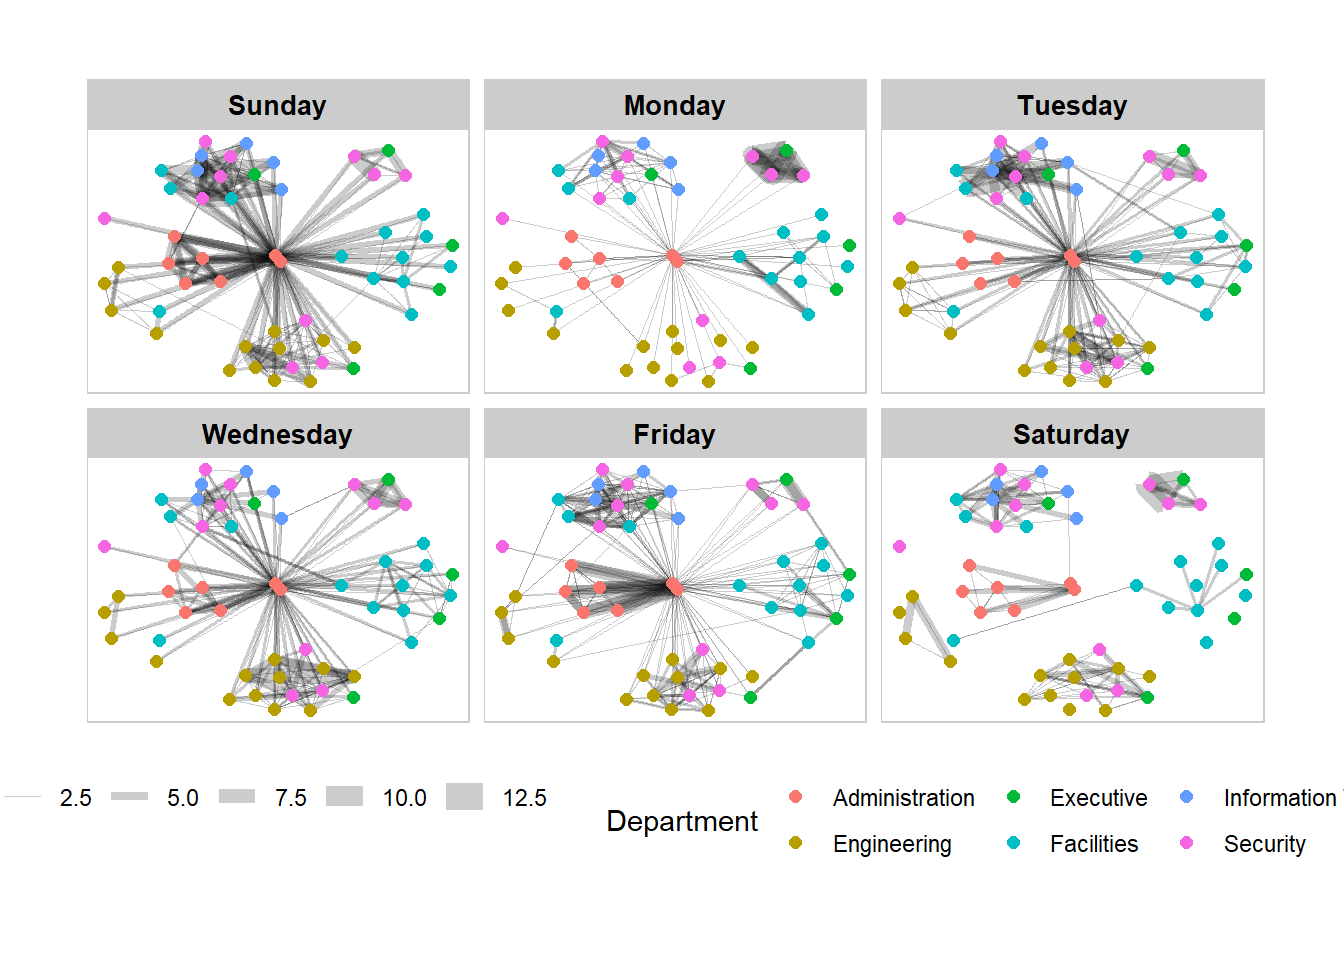 Sunday
Monday
Tuesday
Wednesday
Friday
Saturday
2.5 5.0 7.5 10.0 12.5
Department
Administration Executive Information
Engineering Facilities Security